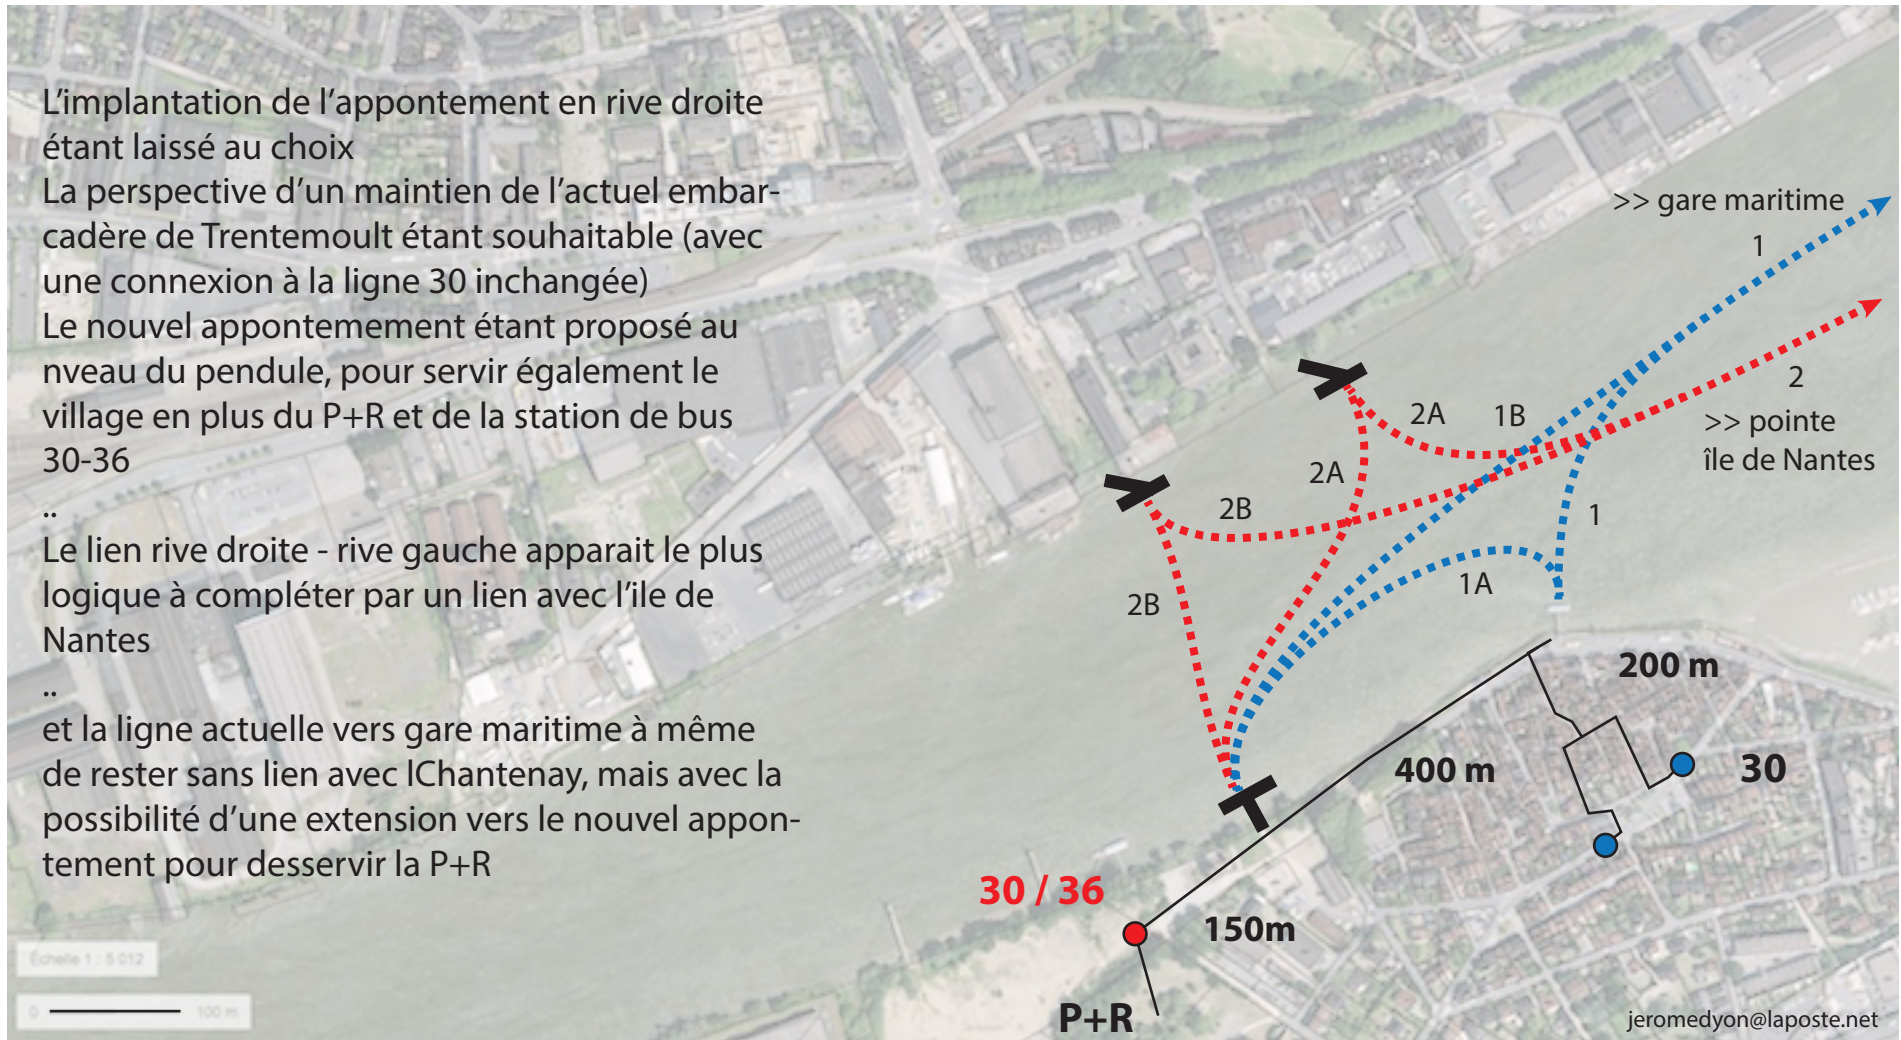 L’implantation de l’appontement en rive droite
étant laissé au choix
La perspective d’un maintien de l’actuel embar-
cadère de Trentemoult étant souhaitable (avec
une connexion à la ligne 30 inchangée)
Le nouvel appontemement étant proposé au
nveau du pendule, pour servir également le
village en plus du P+R et de la station de bus
30-36
..
Le lien rive droite - rive gauche apparait le plus
logique à compléter par un lien avec l’ile de
Nantes
..
et la ligne actuelle vers gare maritime à même
de rester sans lien avec lChantenay, mais avec la
possibilité d’une extension vers le nouvel appon-
tement pour desservir la P+R
>> gare maritime
1
2
>> pointe
île de Nantes
2A
1B
2A
2B
1
1A
2B
200 m
400 m
30
30 / 36
150m
P+R
Échelle 1 : 5 012
0
100 m
jeromedyon@laposte.net